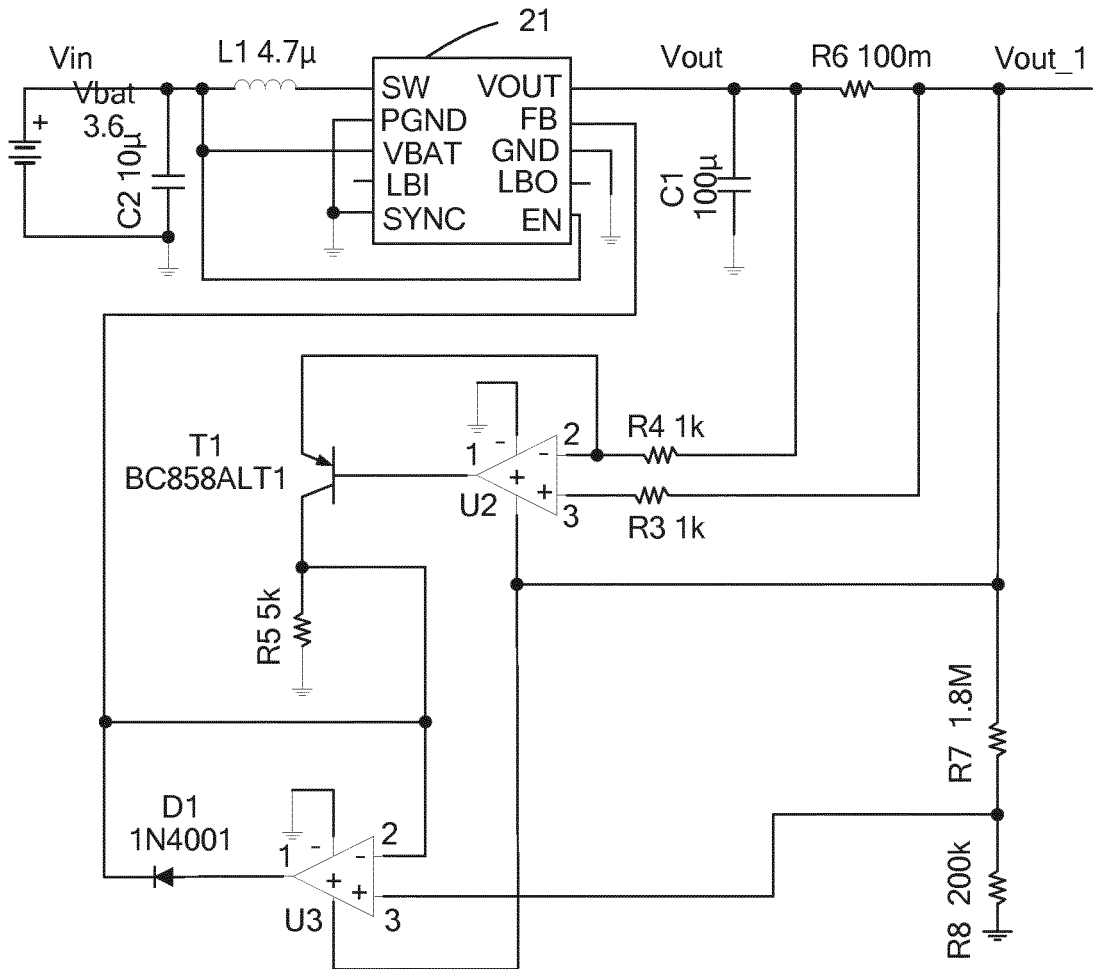 21
Vin
L1 4.7µ
Vout
R6 100m
Vout_1
Vbat
3.6
+
C2 10µ
SW
PGND
VBAT
LBI
SYNC
VOUT
FB
GND
LBO
EN
C1
100µ
T1
BC858ALT1
1
-
+
2
-
+
3
U2
R4 1k
R3 1k
R5 5k
R7 1.8M
D1
1N4001
1
-
+
2
-
+
3
U3
R8 200k